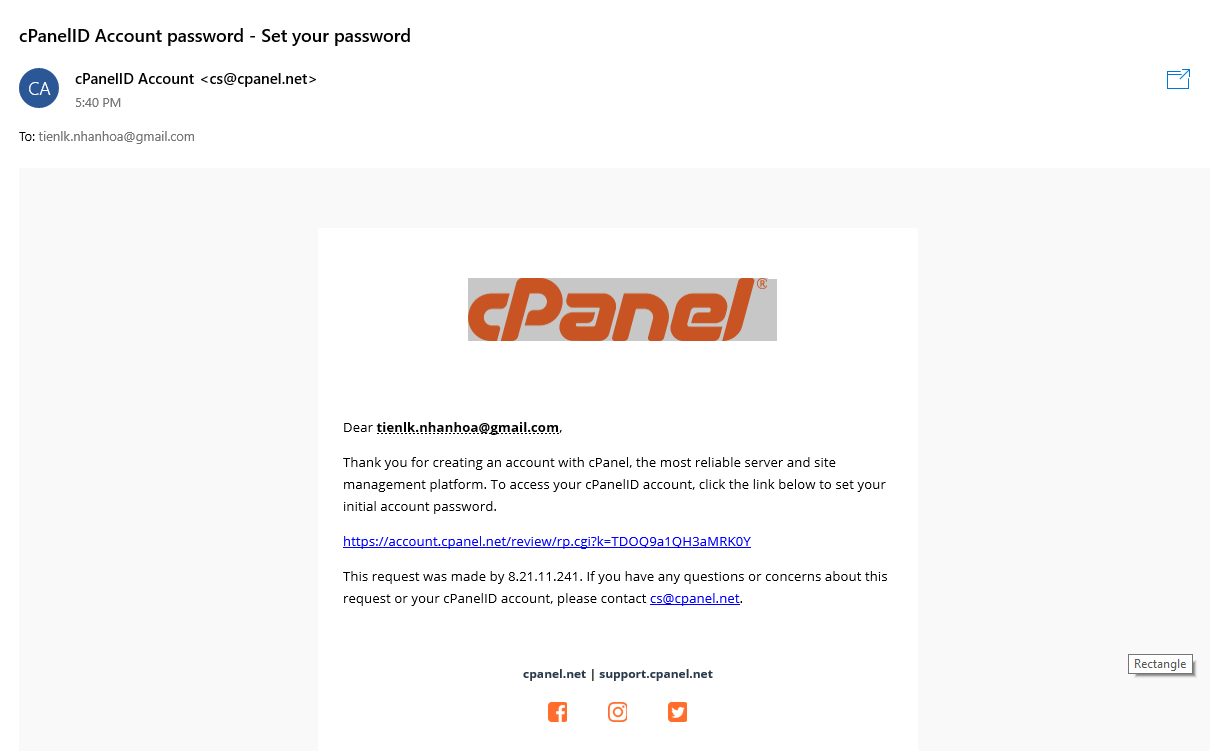 cPanelID Account password - Set your password
CA
cPanelID Account <cs@cpanel.net>
5:40 PM
To: tienlk.nhanhoa@gmail.com
cPanel®
Dear tienlk.nhanhoa@gmail.com,
Thank you for creating an account with cPanel, the most reliable server and site
management platform. To access your cPanelID account, click the link below to set your
initial account password.
https://account.cpanel.net/review/rp.cgi?k=TDOQ9a1QH3aMRK0Y
This request was made by 8.21.11.241. If you have any questions or concerns about this
request or your cPanelID account, please contact cs@cpanel.net.
Rectangle
cpanel.net | support.cpanel.net